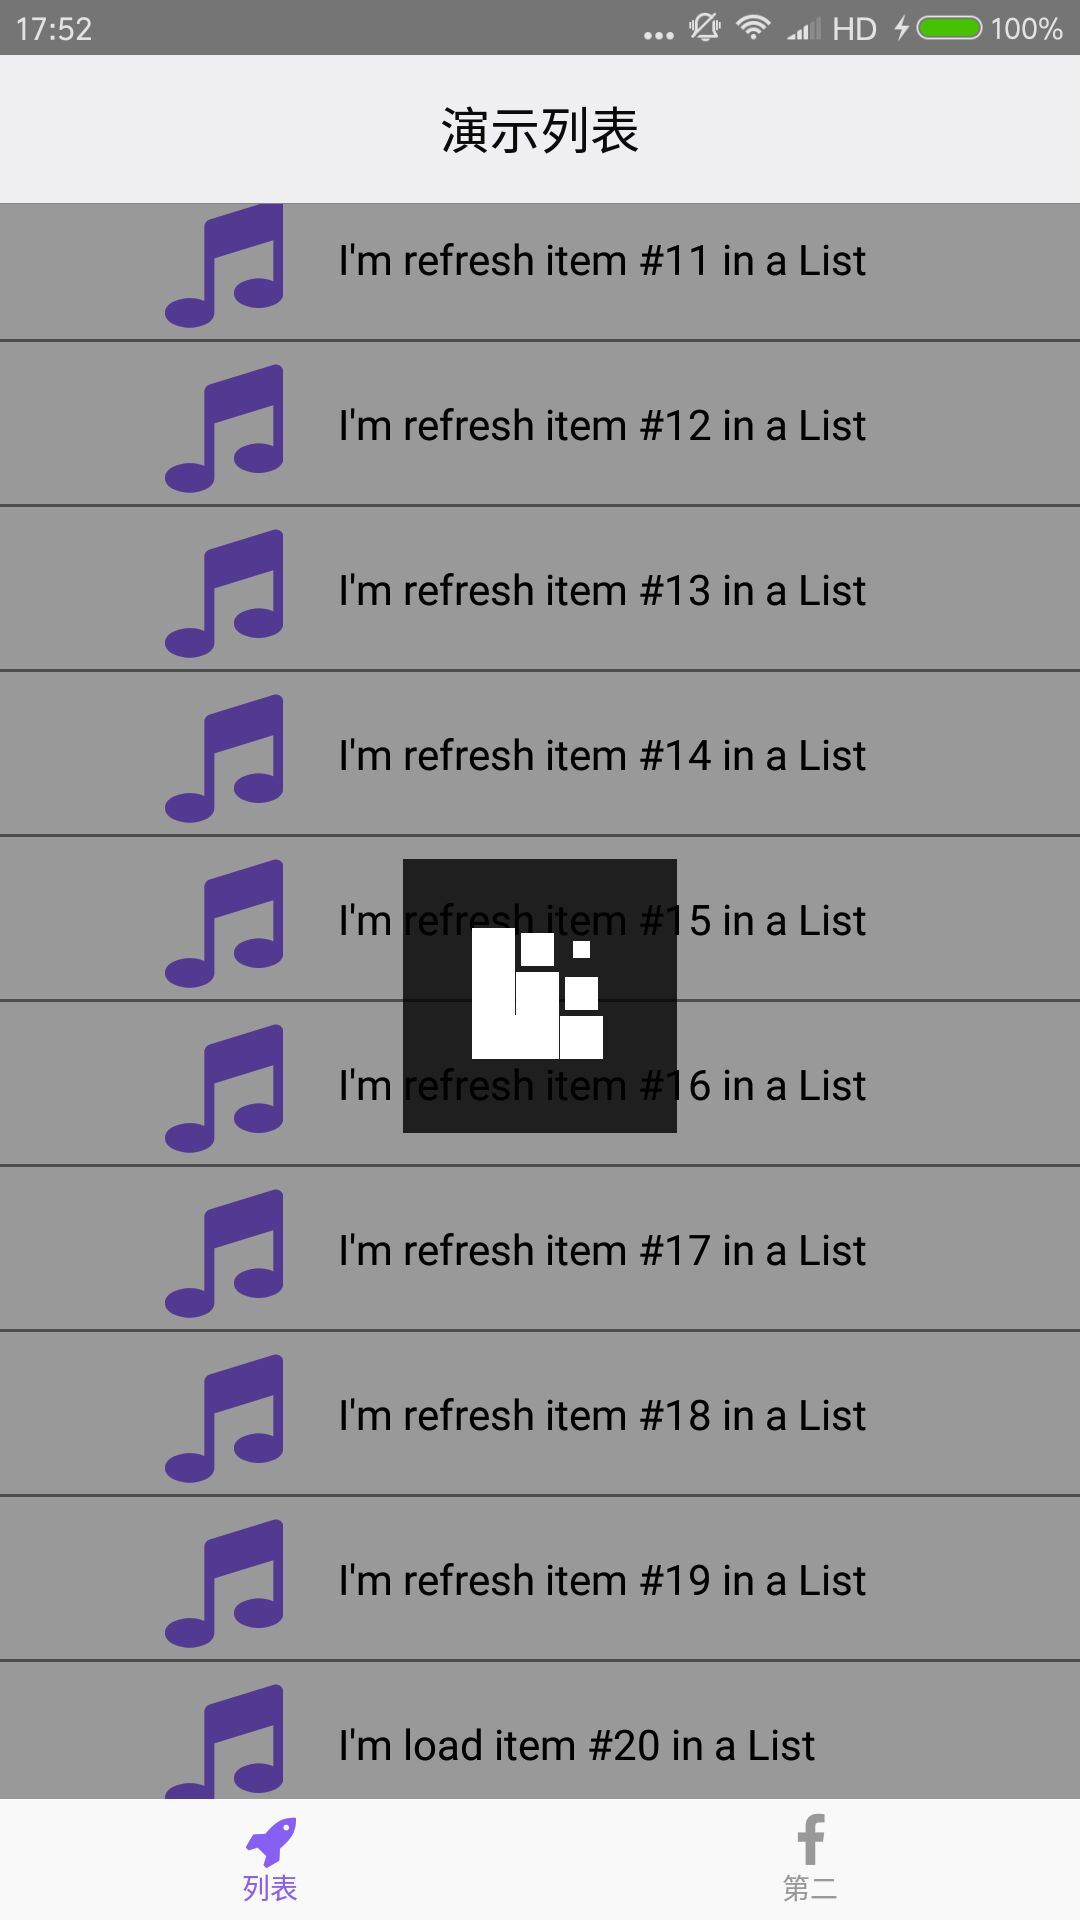 17:52 ... HD 100%
演示列表
I'm refresh item #11 in a List
I'm refresh item #12 in a List
I'm refresh item #13 in a List
I'm refresh item #14 in a List
I'm refresh item #15 in a List
I'm refresh item #16 in a List
I'm refresh item #17 in a List
I'm refresh item #18 in a List
I'm refresh item #19 in a List
I'm load item #20 in a List
列表 第二